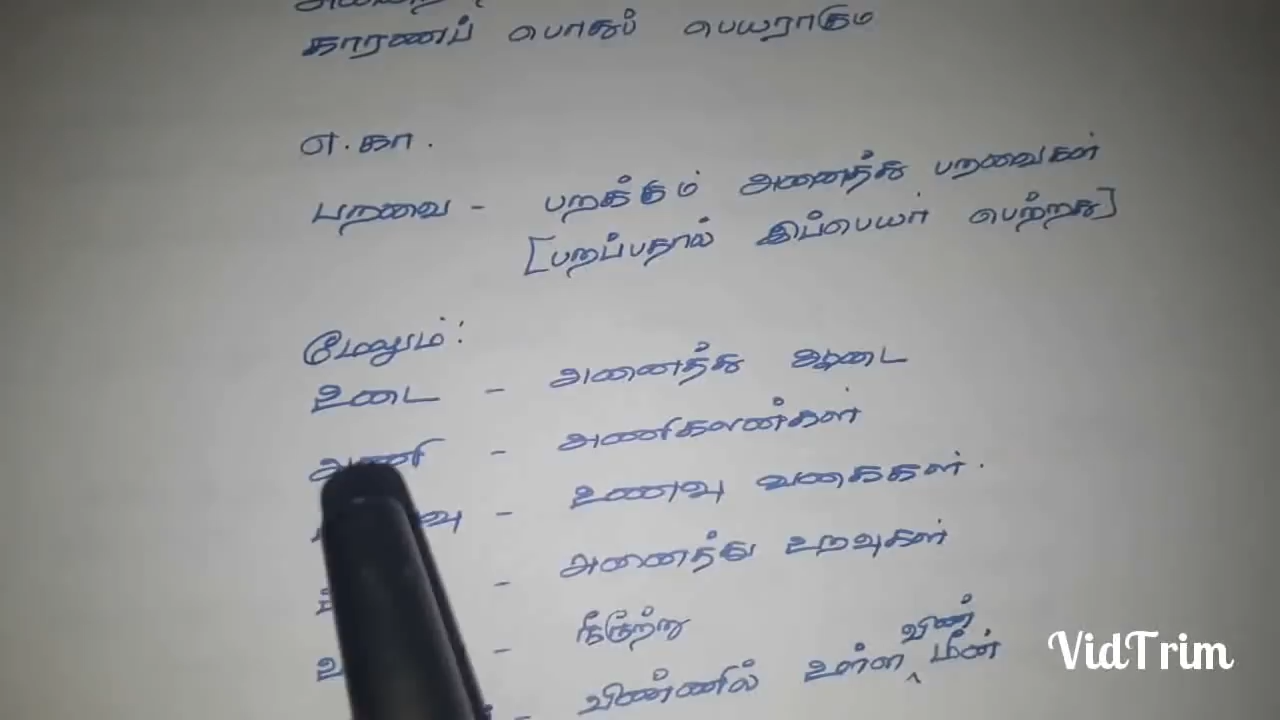 காரணப் பொதுப் பெயராகும்
எ.கா.
பறவை - பறக்கும் அனைத்து பறவைகள்
[பறப்பதால் இப்பெயர் பெற்றது]
மேலும்:
உடை - அனைத்து ஆடை
அணி - அணிகலண்கள்
- உணவு வகைகள்.
- அனைத்து உறவுகள்
- நீரூற்று
- விண்ணில் உள்ள விண் மீன்
VidTrim